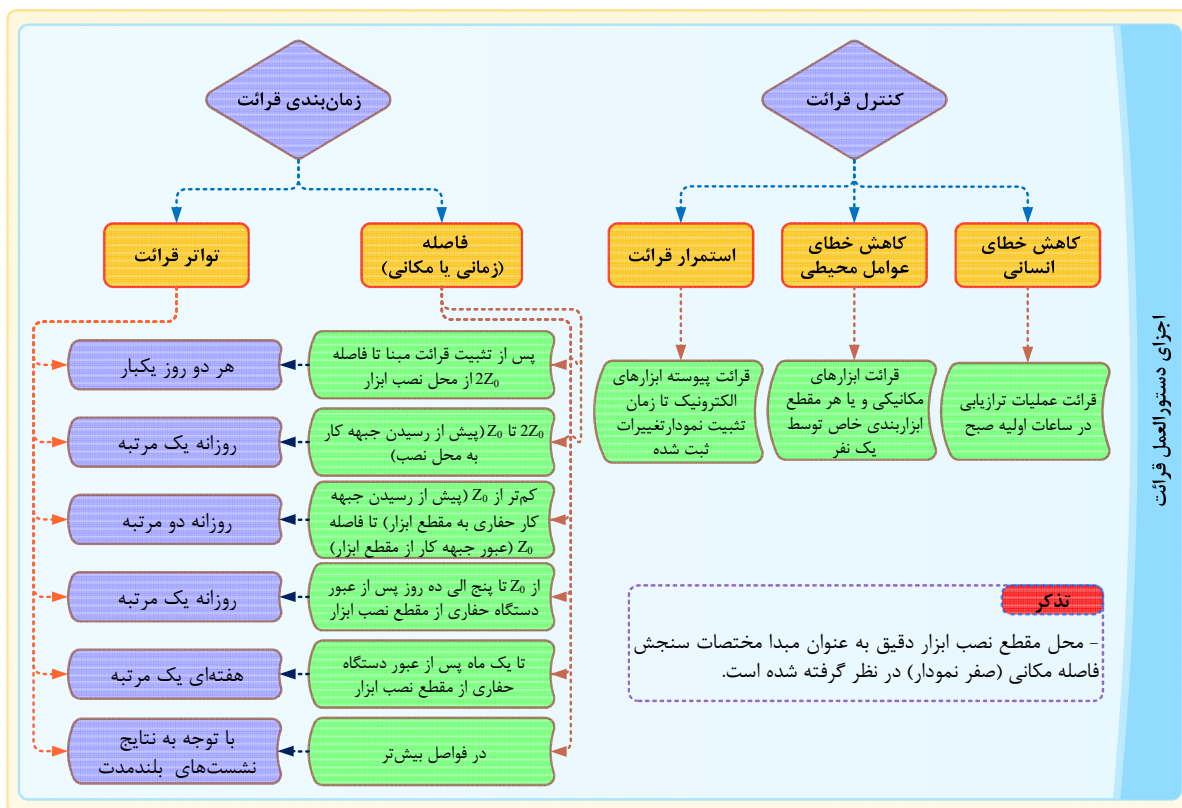 اجزای دستورالعمل قرائت
کنترل قرائت
کاهش خطای
انسانی
کاهش خطای
عوامل محیطی
استمرار قرائت
قرائت عملیات ترازیابی
در ساعات اولیه صبح
قرائت ابزارهای
مکانیکی و یا هر مقطع
ابزاربندی خاص توسط
یک نفر
قرائت پیوسته ابزارهای
الکترونیک تا زمان
تثبیت نمودارتغییرات
ثبت شده
تذکر
- محل مقطع نصب ابزار دقیق به عنوان مبدا مختصات سنجش
فاصله مکانی (صفر نمودار) در نظر گرفته شده است.
زمان‌بندی قرائت
فاصله
(زمانی یا مکانی)
تواتر قرائت
پس از تثبیت قرائت مبنا تا فاصله
2Z₀ از محل نصب ابزار
هر دو روز یکبار
2Z₀ تا Z₀ (پیش از رسیدن جبهه کار
به محل نصب)
روزانه یک مرتبه
کم‌تر از Z₀ (پیش از رسیدن جبهه
کار حفاری به مقطع ابزار) تا فاصله
Z₀ (عبور جبهه کار از مقطع ابزار)
روزانه دو مرتبه
از Z₀ تا پنج الی ده روز پس از عبور
دستگاه حفاری از مقطع نصب ابزار
روزانه یک مرتبه
تا یک ماه پس از عبور دستگاه
حفاری از مقطع نصب ابزار
هفته‌ای یک مرتبه
در فواصل بیش‌تر
با توجه به نتایج
نشست‌های بلندمدت